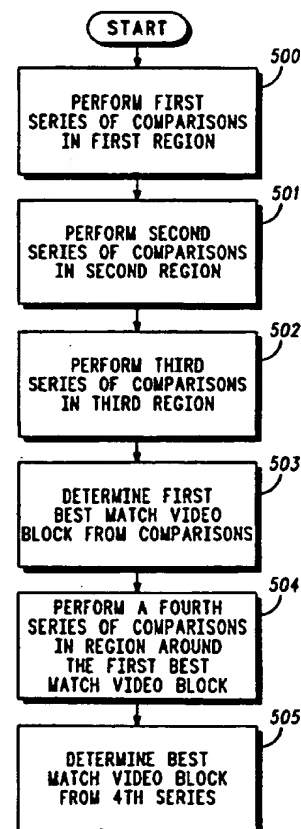 START
500
PERFORM FIRST
SERIES OF COMPARISONS
IN FIRST REGION
501
PERFORM SECOND
SERIES OF COMPARISONS
IN SECOND REGION
502
PERFORM THIRD
SERIES OF COMPARISONS
IN THIRD REGION
503
DETERMINE FIRST
BEST MATCH VIDEO
BLOCK FROM COMPARISONS
504
PERFORM A FOURTH
SERIES OF COMPARISONS
IN REGION AROUND
THE FIRST BEST
MATCH VIDEO BLOCK
505
DETERMINE BEST
MATCH VIDEO BLOCK
FROM 4TH SERIES